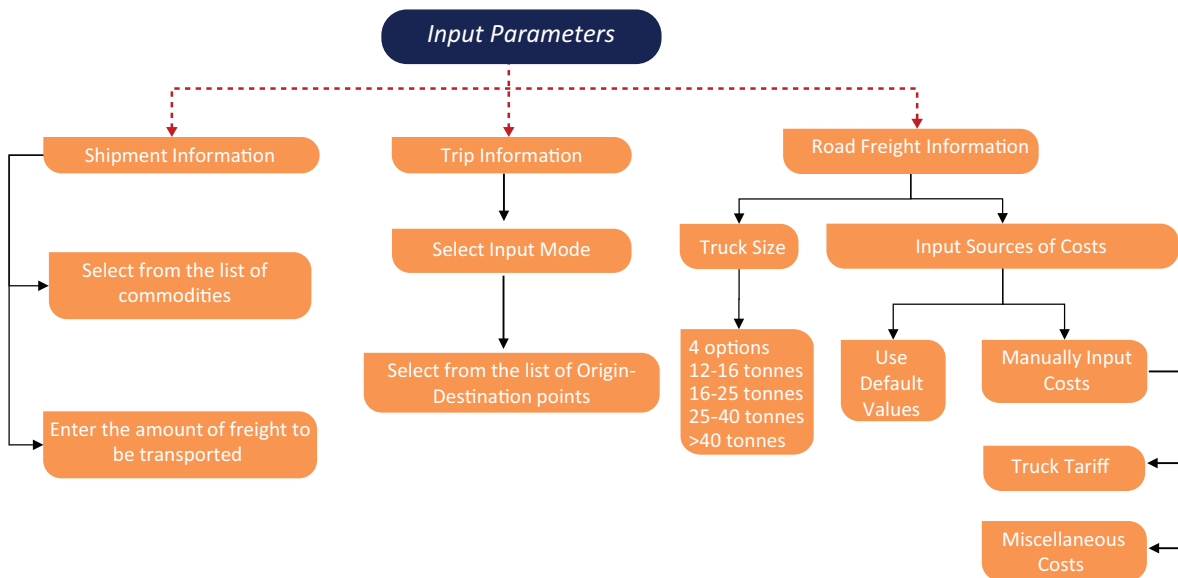 Input Parameters
Shipment Information
Trip Information
Road Freight Information
Select from the list of
commodities
Enter the amount of freight to
be transported
Select Input Mode
Select from the list of Origin-
Destination points
Truck Size
4 options
12-16 tonnes
16-25 tonnes
25-40 tonnes
>40 tonnes
Input Sources of Costs
Use
Default
Values
Manually Input
Costs
Truck Tariff
Miscellaneous
Costs